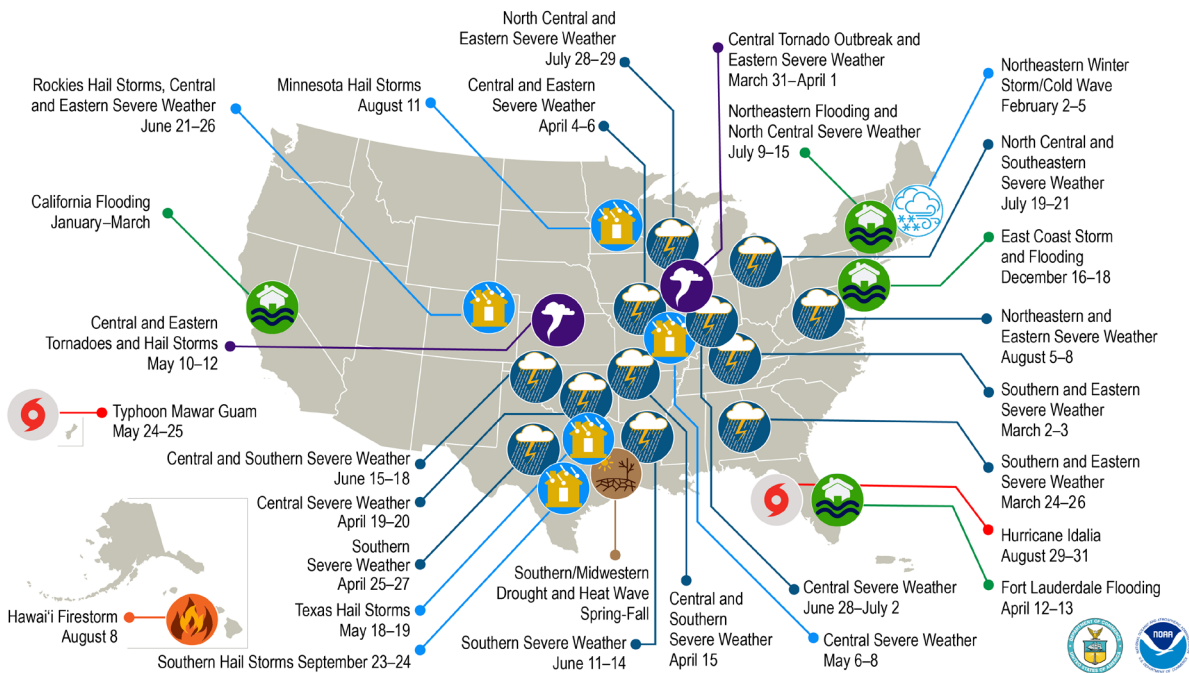 North Central and
Eastern Severe Weather
July 28–29
Central and Eastern
Severe Weather
April 4–6
Central Tornado Outbreak and
Eastern Severe Weather
March 31–April 1
Northeastern Flooding and
North Central Severe Weather
July 9–15
Northeastern Winter
Storm/Cold Wave
February 2–5
Rockies Hail Storms, Central
and Eastern Severe Weather
June 21–26
Minnesota Hail Storms
August 11
North Central and
Southeastern
Severe Weather
July 19–21
California Flooding
January–March
East Coast Storm
and Flooding
December 16–18
Central and Eastern
Tornadoes and Hail Storms
May 10–12
Northeastern and
Eastern Severe Weather
August 5–8
Typhoon Mawar Guam
May 24–25
Southern and Eastern
Severe Weather
March 2–3
Central and Southern Severe Weather
June 15–18
Southern and Eastern
Severe Weather
March 24–26
Central Severe Weather
April 19–20
Hurricane Idalia
August 29–31
Southern
Severe Weather
April 25–27
Southern/Midwestern
Drought and Heat Wave
Spring-Fall
Central Severe Weather
June 28–July 2
Fort Lauderdale Flooding
April 12–13
Hawai‘i Firestorm
August 8
Texas Hail Storms
May 18–19
Central and
Southern
Severe Weather
April 15
Southern Hail Storms September 23–24
Southern Severe Weather
June 11–14
Central Severe Weather
May 6–8
NOAA